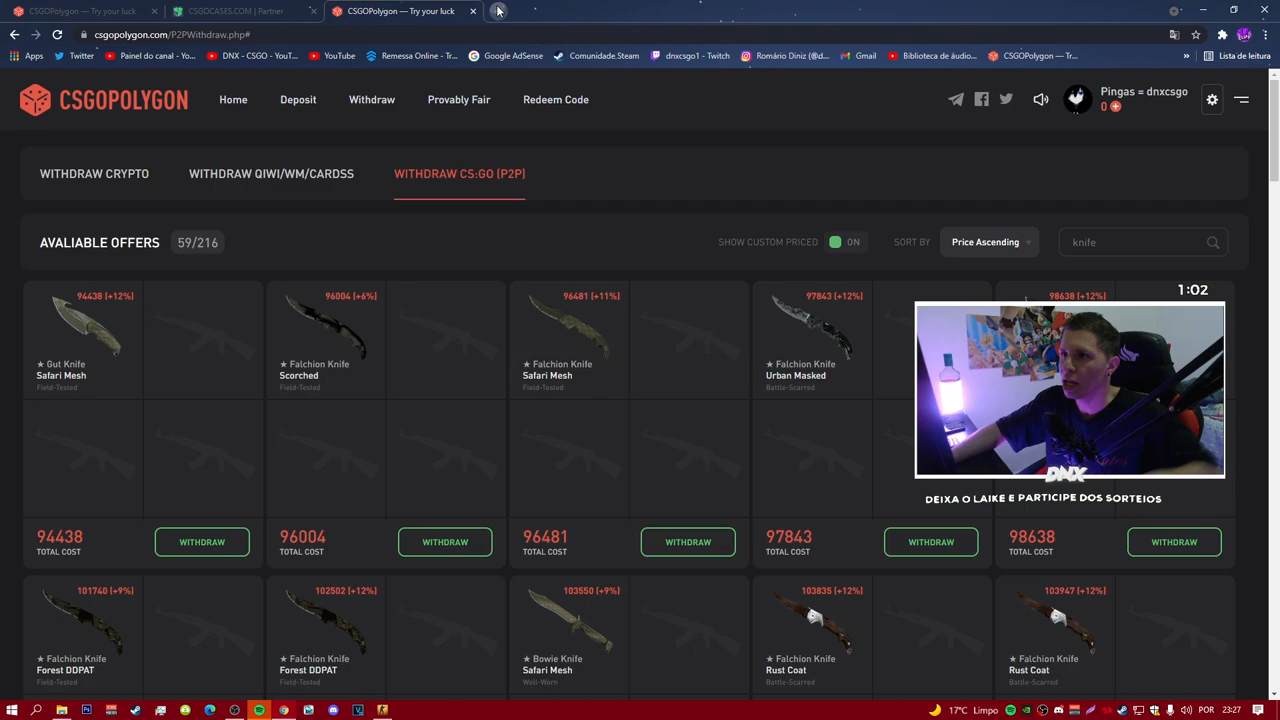 CSGOPolygon — Try your luck
CSGOCASES.COM | Partner
CSGOPolygon — Try your luck
csgopolygon.com/P2PWithdraw.php#
Apps
Twitter
Painel do canal - Yo...
DNX - CSGO - YouT...
YouTube
Remessa Online - Tr...
Google AdSense
Comunidade Steam
dnxcsgo1 - Twitch
Romário Diniz (@d...
Gmail
Biblioteca de áudio...
CSGOPolygon — Tr...
»
Lista de leitura
CSGOPOLYGON
Home
Deposit
Withdraw
Provably Fair
Redeem Code
Pingas = dnxcsgo
0
WITHDRAW CRYPTO
WITHDRAW QIWI/WM/CARDSS
WITHDRAW CS:GO (P2P)
AVALIABLE OFFERS
59/216
SHOW CUSTOM PRICED
ON
SORT BY
Price Ascending
knife
94438 (+12%)
★ Gut Knife
Safari Mesh
Field-Tested
94438
TOTAL COST
WITHDRAW
96004 (+6%)
★ Falchion Knife
Scorched
Field-Tested
96004
TOTAL COST
WITHDRAW
96481 (+11%)
★ Falchion Knife
Safari Mesh
Field-Tested
96481
TOTAL COST
WITHDRAW
97843 (+12%)
★ Falchion Knife
Urban Masked
Battle-Scarred
97843
TOTAL COST
WITHDRAW
98638 (+12%)
98638
TOTAL COST
WITHDRAW
1:02
DNX
DEIXA O LAIKE E PARTICIPE DOS SORTEIOS
101740 (+9%)
★ Falchion Knife
Forest DDPAT
Field-Tested
102502 (+12%)
★ Falchion Knife
Forest DDPAT
Field-Tested
103550 (+9%)
★ Bowie Knife
Safari Mesh
Well-Worn
103835 (+12%)
★ Falchion Knife
Rust Coat
Battle-Scarred
103947 (+12%)
★ Falchion Knife
Rust Coat
Battle-Scarred
17°C Limpo
POR
23:27